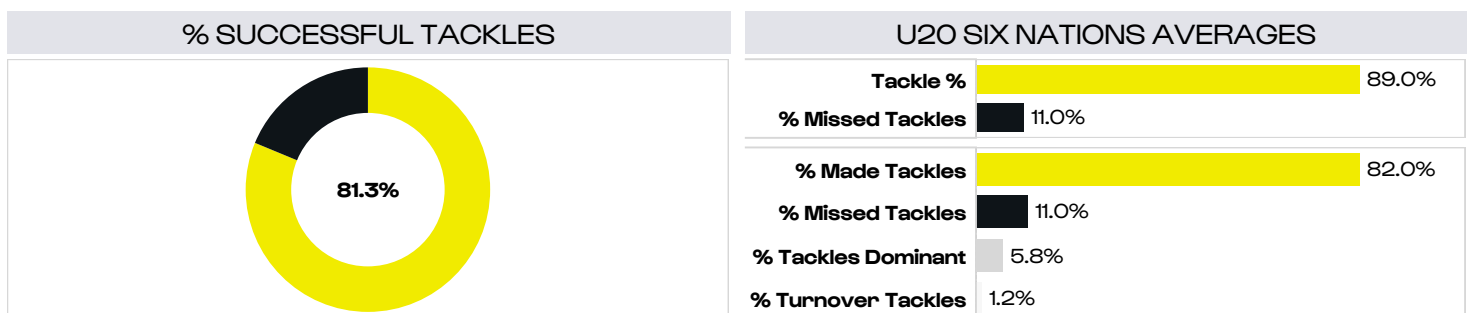 % SUCCESSFUL TACKLES
81.3%
U20 SIX NATIONS AVERAGES
Tackle % 89.0%
% Missed Tackles 11.0%
% Made Tackles 82.0%
% Missed Tackles 11.0%
% Tackles Dominant 5.8%
% Turnover Tackles 1.2%